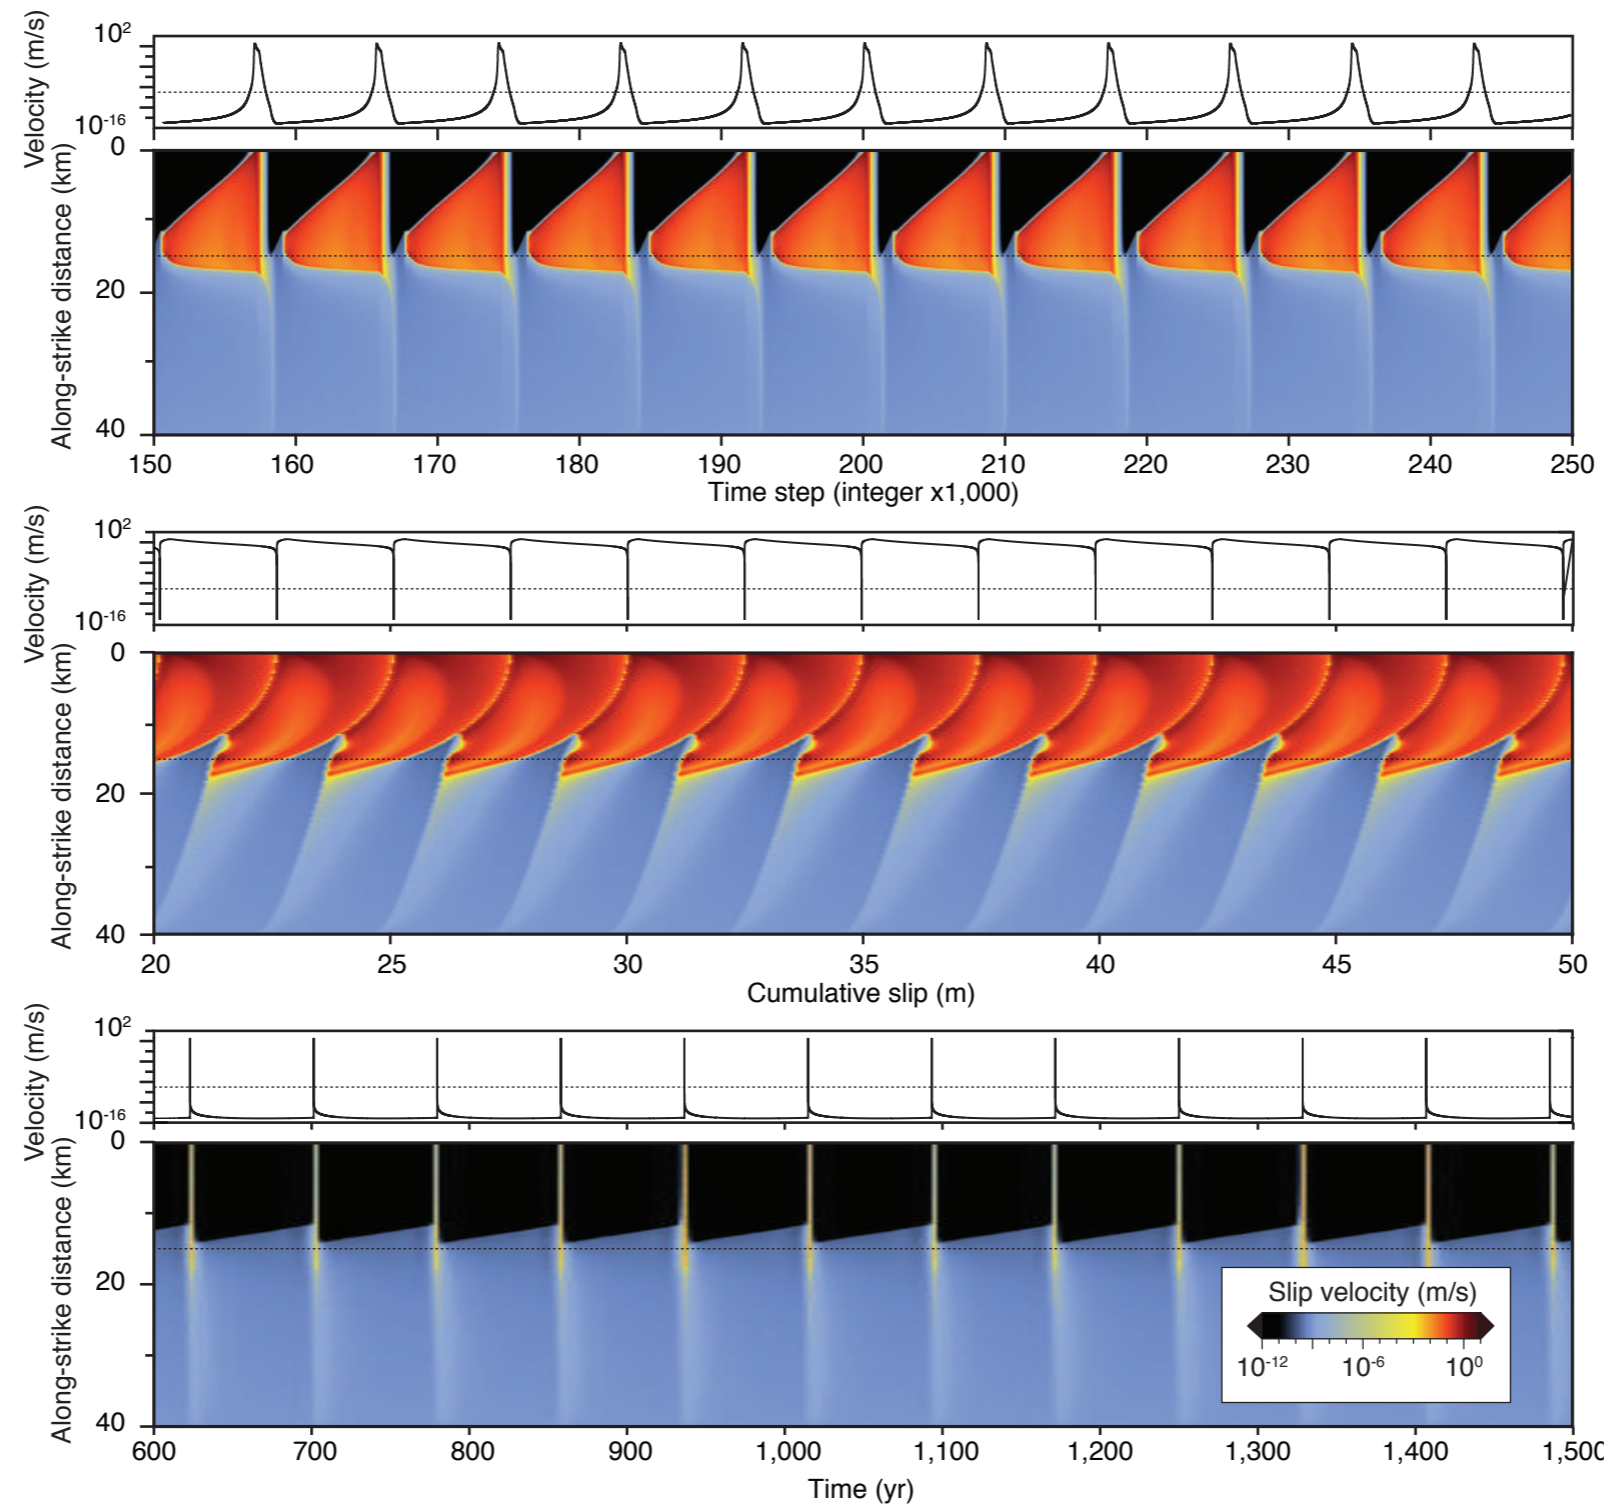 Velocity (m/s)
10²
10⁻¹⁶
Along-strike distance (km)
0
20
40
150 160 170 180 190 200 210 220 230 240 250
Time step (integer x1,000)
Velocity (m/s)
10²
10⁻¹⁶
Along-strike distance (km)
0
20
40
20 25 30 35 40 45 50
Cumulative slip (m)
Velocity (m/s)
10²
10⁻¹⁶
Along-strike distance (km)
0
20
40
Slip velocity (m/s)
10⁻¹² 10⁻⁶ 10⁰
600 700 800 900 1,000 1,100 1,200 1,300 1,400 1,500
Time (yr)